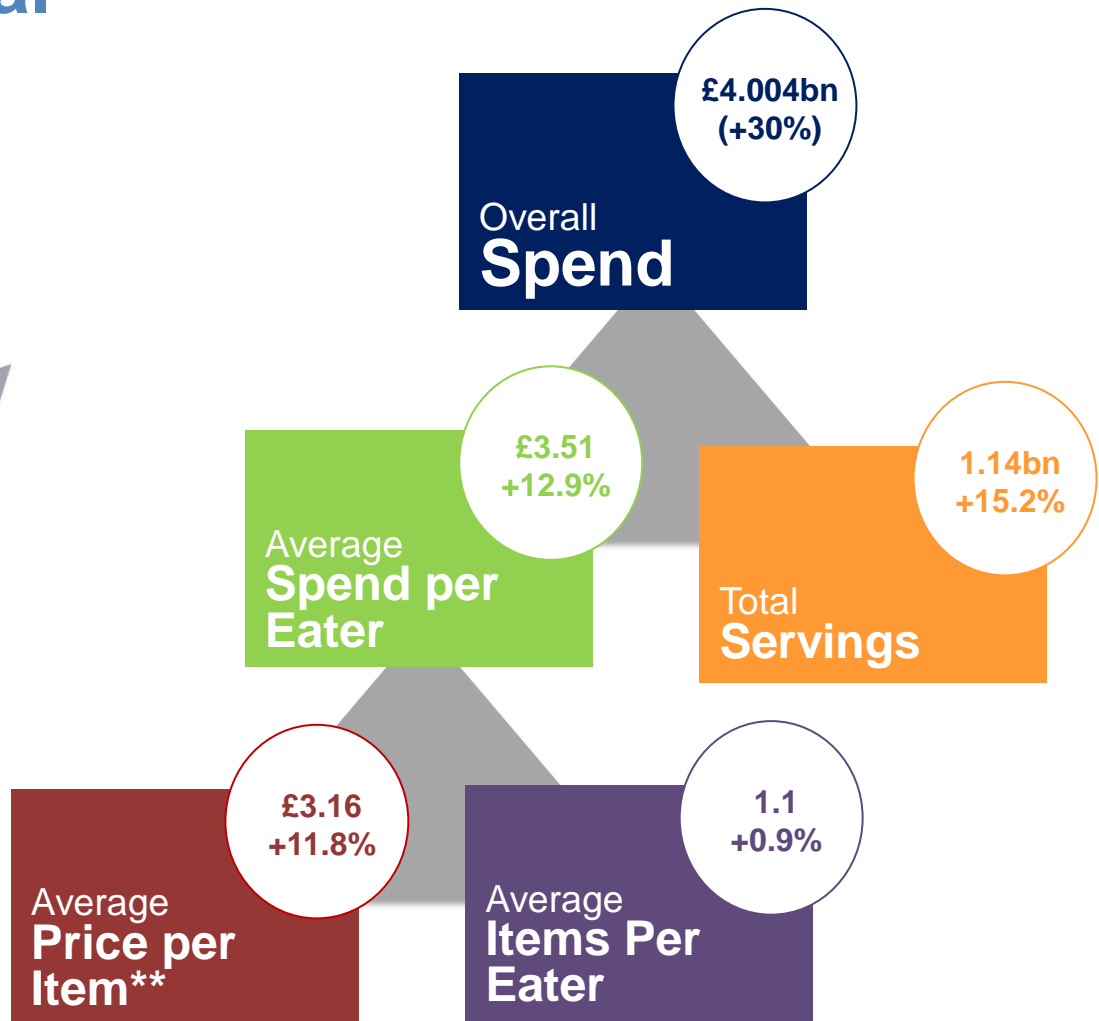 £4.004bn
(+30%)
Overall
Spend
£3.51
+12.9%
Average
Spend per
Eater
1.14bn
+15.2%
Total
Servings
£3.16
+11.8%
Average
Price per
Item**
1.1
+0.9%
Average
Items Per
Eater